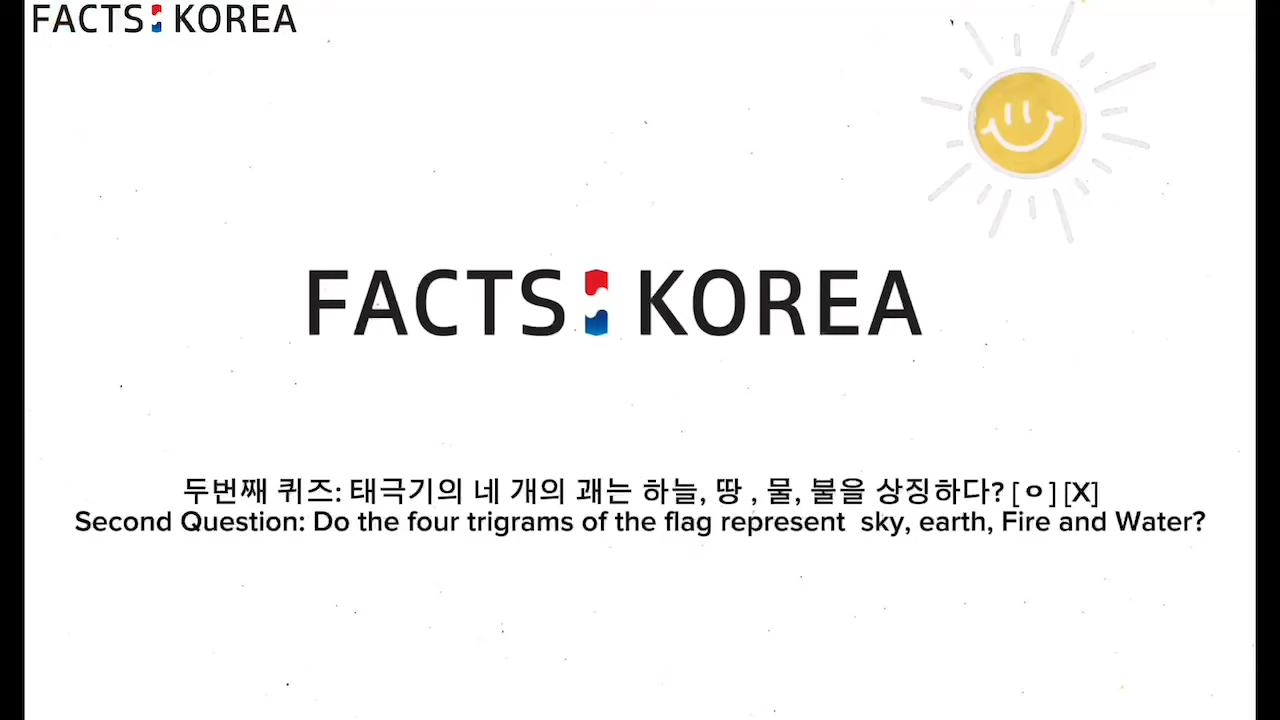 FACTS KOREA
FACTS KOREA
두번째 퀴즈: 태극기의 네 개의 괘는 하늘, 땅 , 물, 불을 상징하다? [ㅇ] [X]
Second Question: Do the four trigrams of the flag represent  sky, earth, Fire and Water?